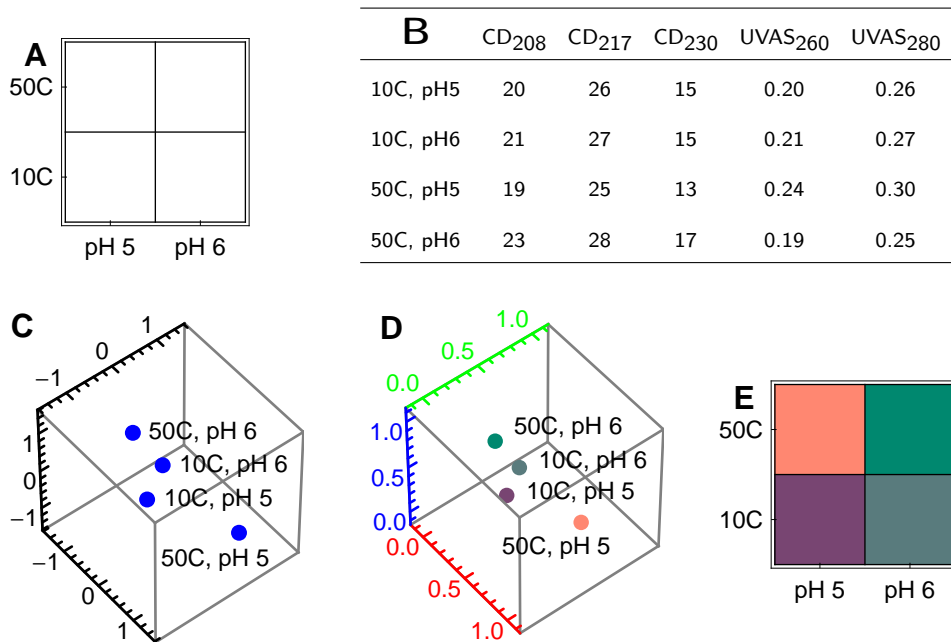 A
50C
10C
pH 5 pH 6
B CD208 CD217 CD230 UVAS260 UVAS280
10C, pH5 20 26 15 0.20 0.26
10C, pH6 21 27 15 0.21 0.27
50C, pH5 19 25 13 0.24 0.30
50C, pH6 23 28 17 0.19 0.25
C
1
0
−1
1
0
−1
−1
0
1
50C, pH 6
10C, pH 6
10C, pH 5
50C, pH 5
D
1.0
0.5
0.0
1.0
0.5
0.0
0.0
0.5
1.0
50C, pH 6
10C, pH 6
10C, pH 5
50C, pH 5
E
50C
10C
pH 5 pH 6